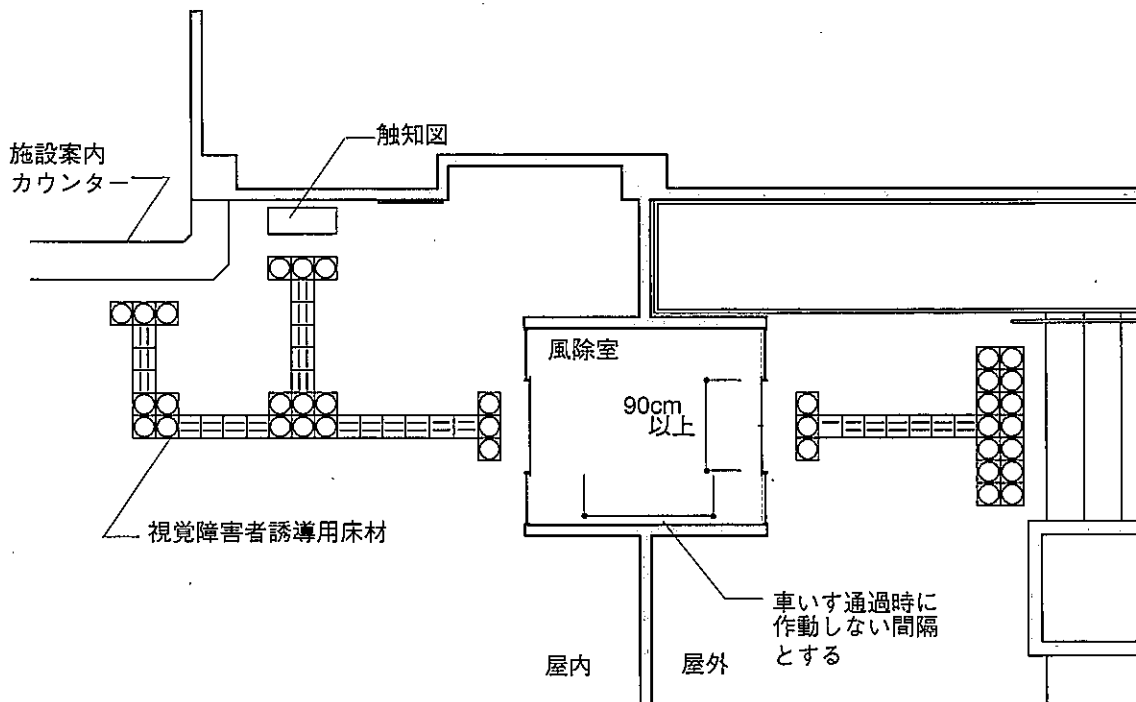 施設案内
カウンター
触知図
風除室
90cm
以上
視覚障害者誘導用床材
車いす通過時に
作動しない間隔
とする
屋内
屋外